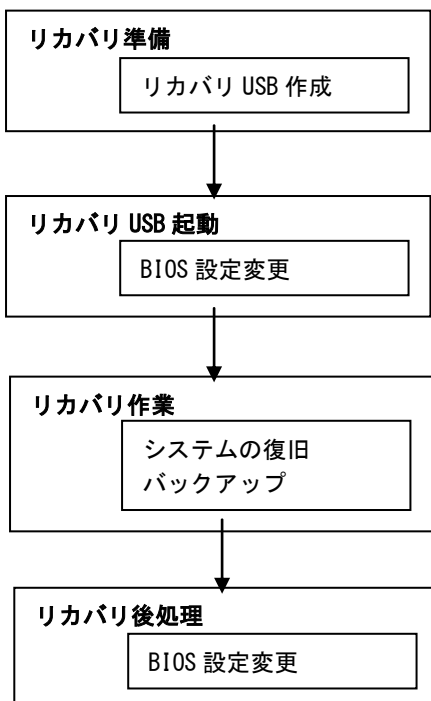 リカバリ準備
リカバリ USB 作成
リカバリ USB 起動
BIOS 設定変更
リカバリ作業
システムの復旧
バックアップ
リカバリ後処理
BIOS 設定変更